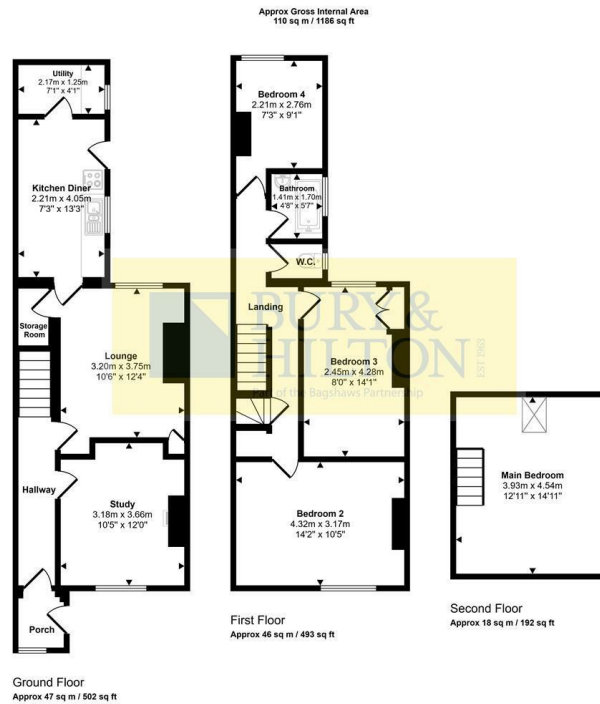 Approx Gross Internal Area
110 sq m / 1186 sq ft
Utility
2.17m x 1.25m
7'1" x 4'1"
Kitchen Diner
2.21m x 4.05m
7'3" x 13'3"
Storage
Room
Lounge
3.20m x 3.75m
10'6" x 12'4"
Hallway
Study
3.18m x 3.66m
10'5" x 12'0"
Porch
Ground Floor
Approx 47 sq m / 502 sq ft
Bedroom 4
2.21m x 2.76m
7'3" x 9'1"
Bathroom
1.41m x 1.70m
4'8" x 5'7"
W.C.
Landing
Bedroom 3
2.45m x 4.28m
8'0" x 14'1"
Bedroom 2
4.32m x 3.17m
14'2" x 10'5"
First Floor
Approx 46 sq m / 493 sq ft
Main Bedroom
3.93m x 4.54m
12'11" x 14'11"
Second Floor
Approx 18 sq m / 192 sq ft
BURY &
HILTON
EST 1963
Part of the Bagshaws Partnership